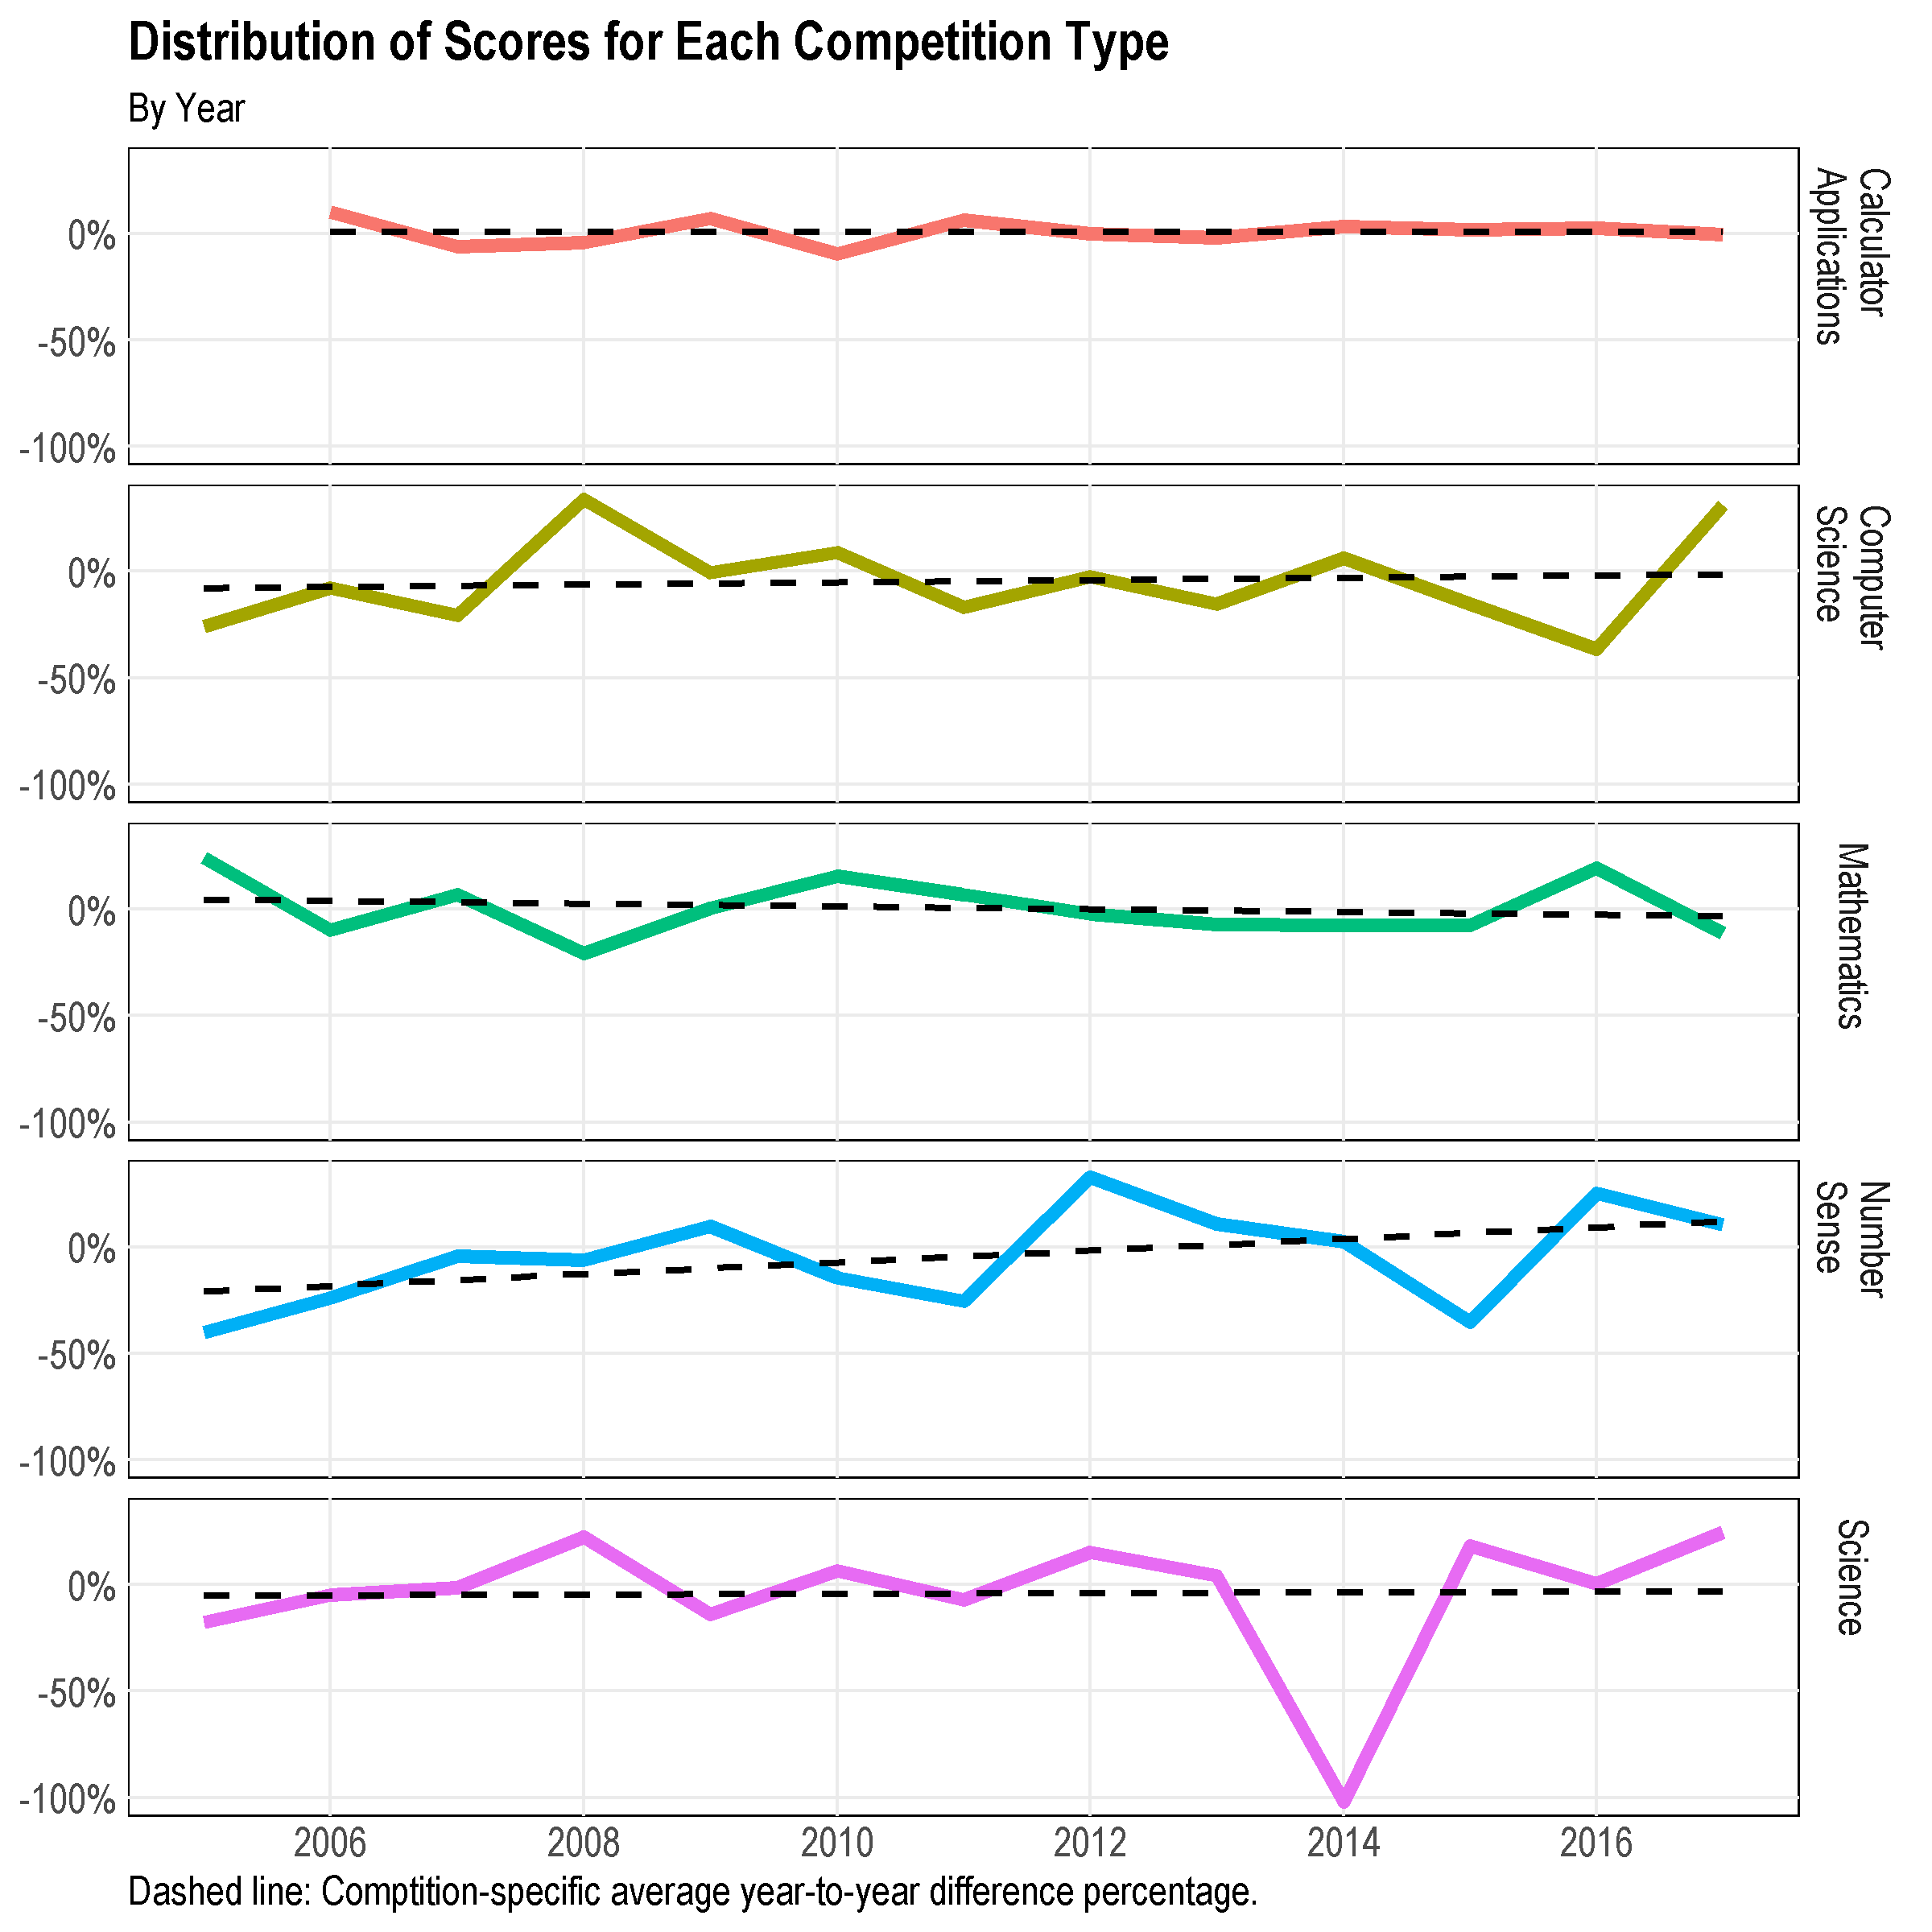 Distribution of Scores for Each Competition Type
By Year
0%
-50%
-100%
Calculator
Applications
0%
-50%
-100%
Computer
Science
0%
-50%
-100%
Mathematics
0%
-50%
-100%
Number
Sense
0%
-50%
-100%
Science
2006 2008 2010 2012 2014 2016
Dashed line: Comptition-specific average year-to-year difference percentage.